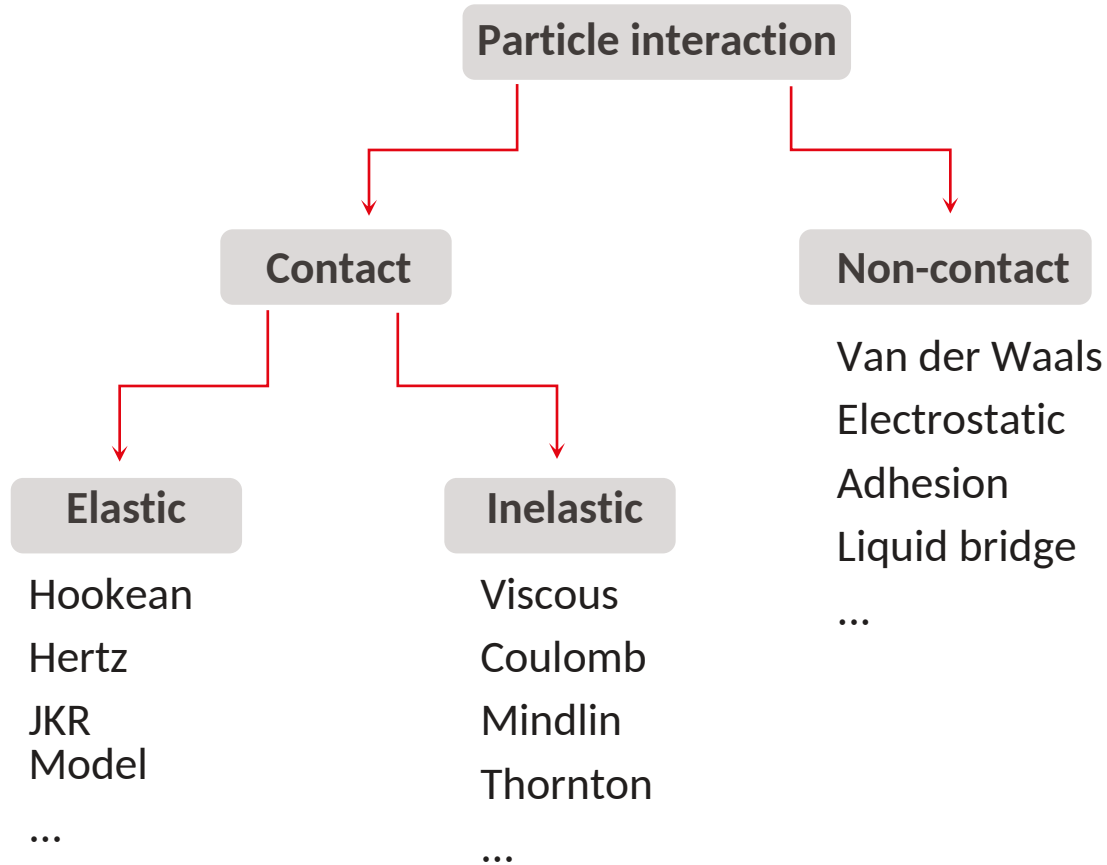 Particle interaction
Contact
Non-contact
Elastic
Hookean
Hertz
JKR
Model
...
Inelastic
Viscous
Coulomb
Mindlin
Thornton
...
Van der Waals
Electrostatic
Adhesion
Liquid bridge
...